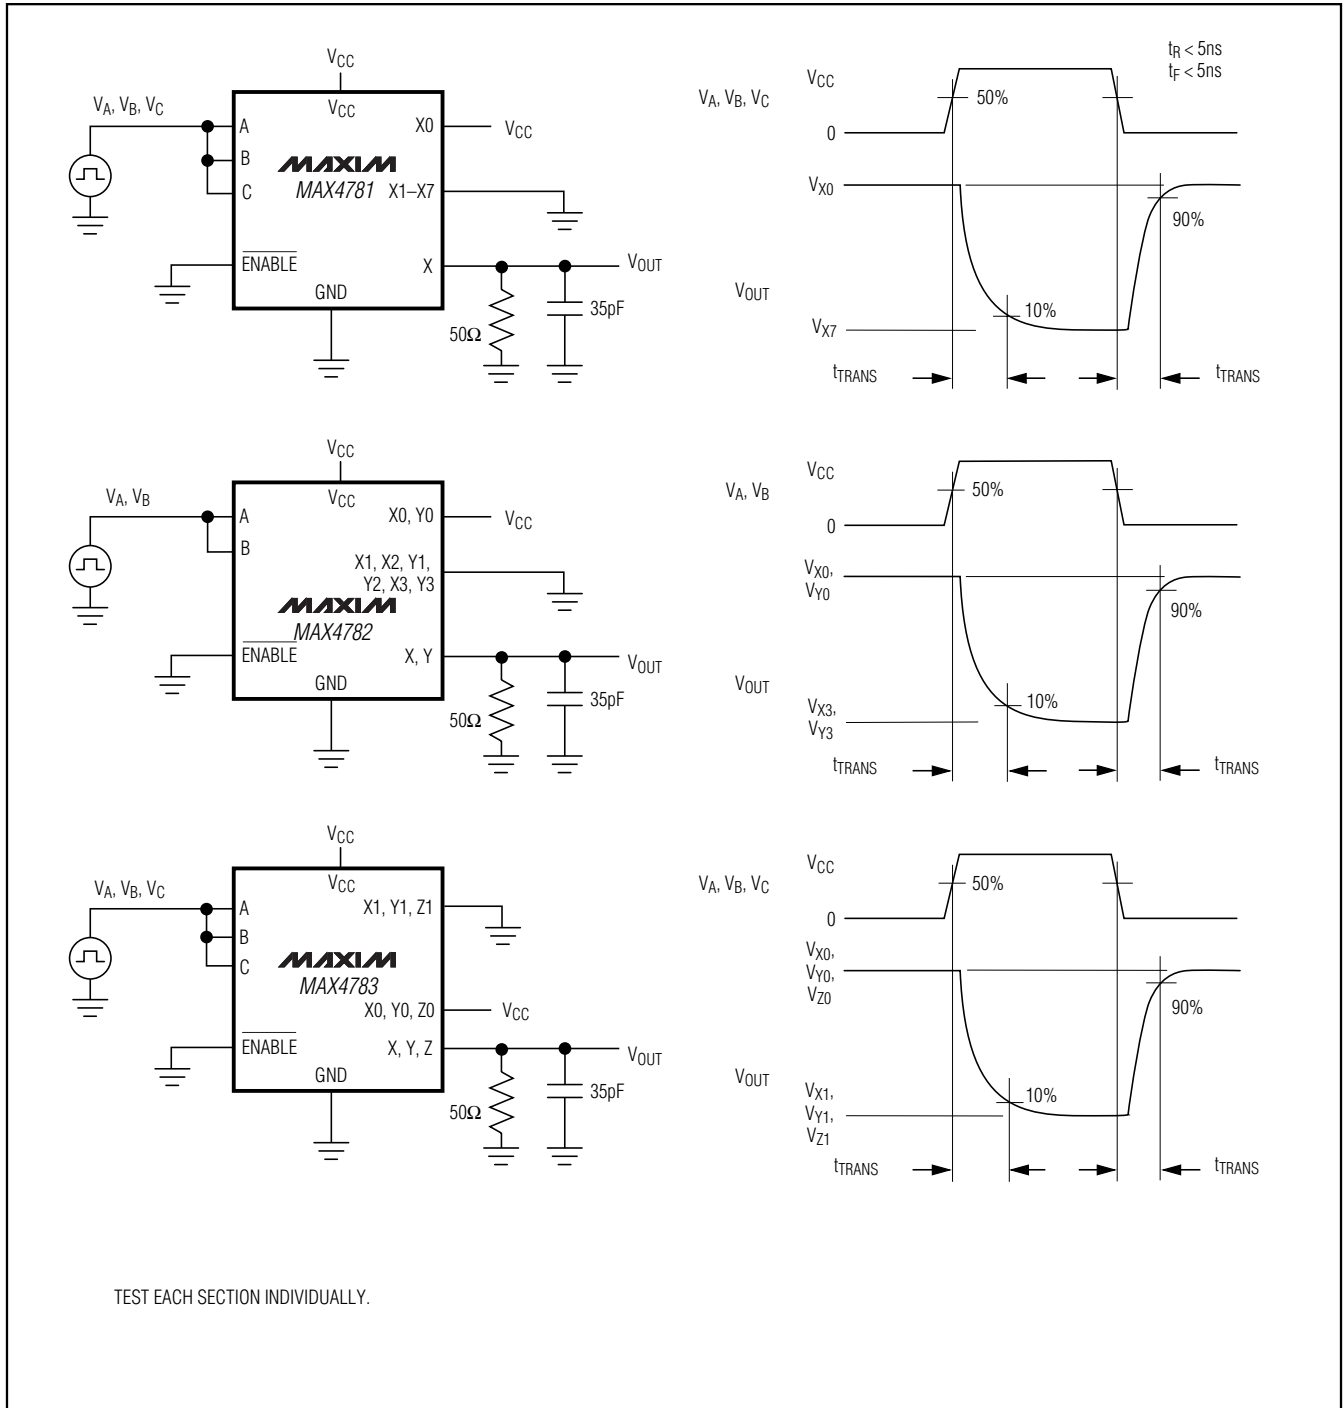 VCC
VA, VB, VC
VCC
A
B
C
X0
VCC
MAXIM
MAX4781
X1–X7
ENABLE
X
VOUT
GND
50Ω
35pF
tR < 5ns
tF < 5ns
VCC
VA, VB, VC
50%
0
VX0
90%
VOUT
10%
VX7
tTRANS
tTRANS
VCC
VA, VB
VCC
A
B
X0, Y0
VCC
X1, X2, Y1,
Y2, X3, Y3
MAXIM
MAX4782
ENABLE
X, Y
VOUT
GND
50Ω
35pF
VCC
VA, VB
50%
0
VX0,
VY0
90%
VOUT
10%
VX3,
VY3
tTRANS
tTRANS
VCC
VA, VB, VC
VCC
A
B
C
X1, Y1, Z1
MAXIM
MAX4783
X0, Y0, Z0
VCC
ENABLE
X, Y, Z
VOUT
GND
50Ω
35pF
VCC
VA, VB, VC
50%
0
VX0,
VY0,
VZ0
90%
VOUT
10%
VX1,
VY1,
VZ1
tTRANS
tTRANS
TEST EACH SECTION INDIVIDUALLY.